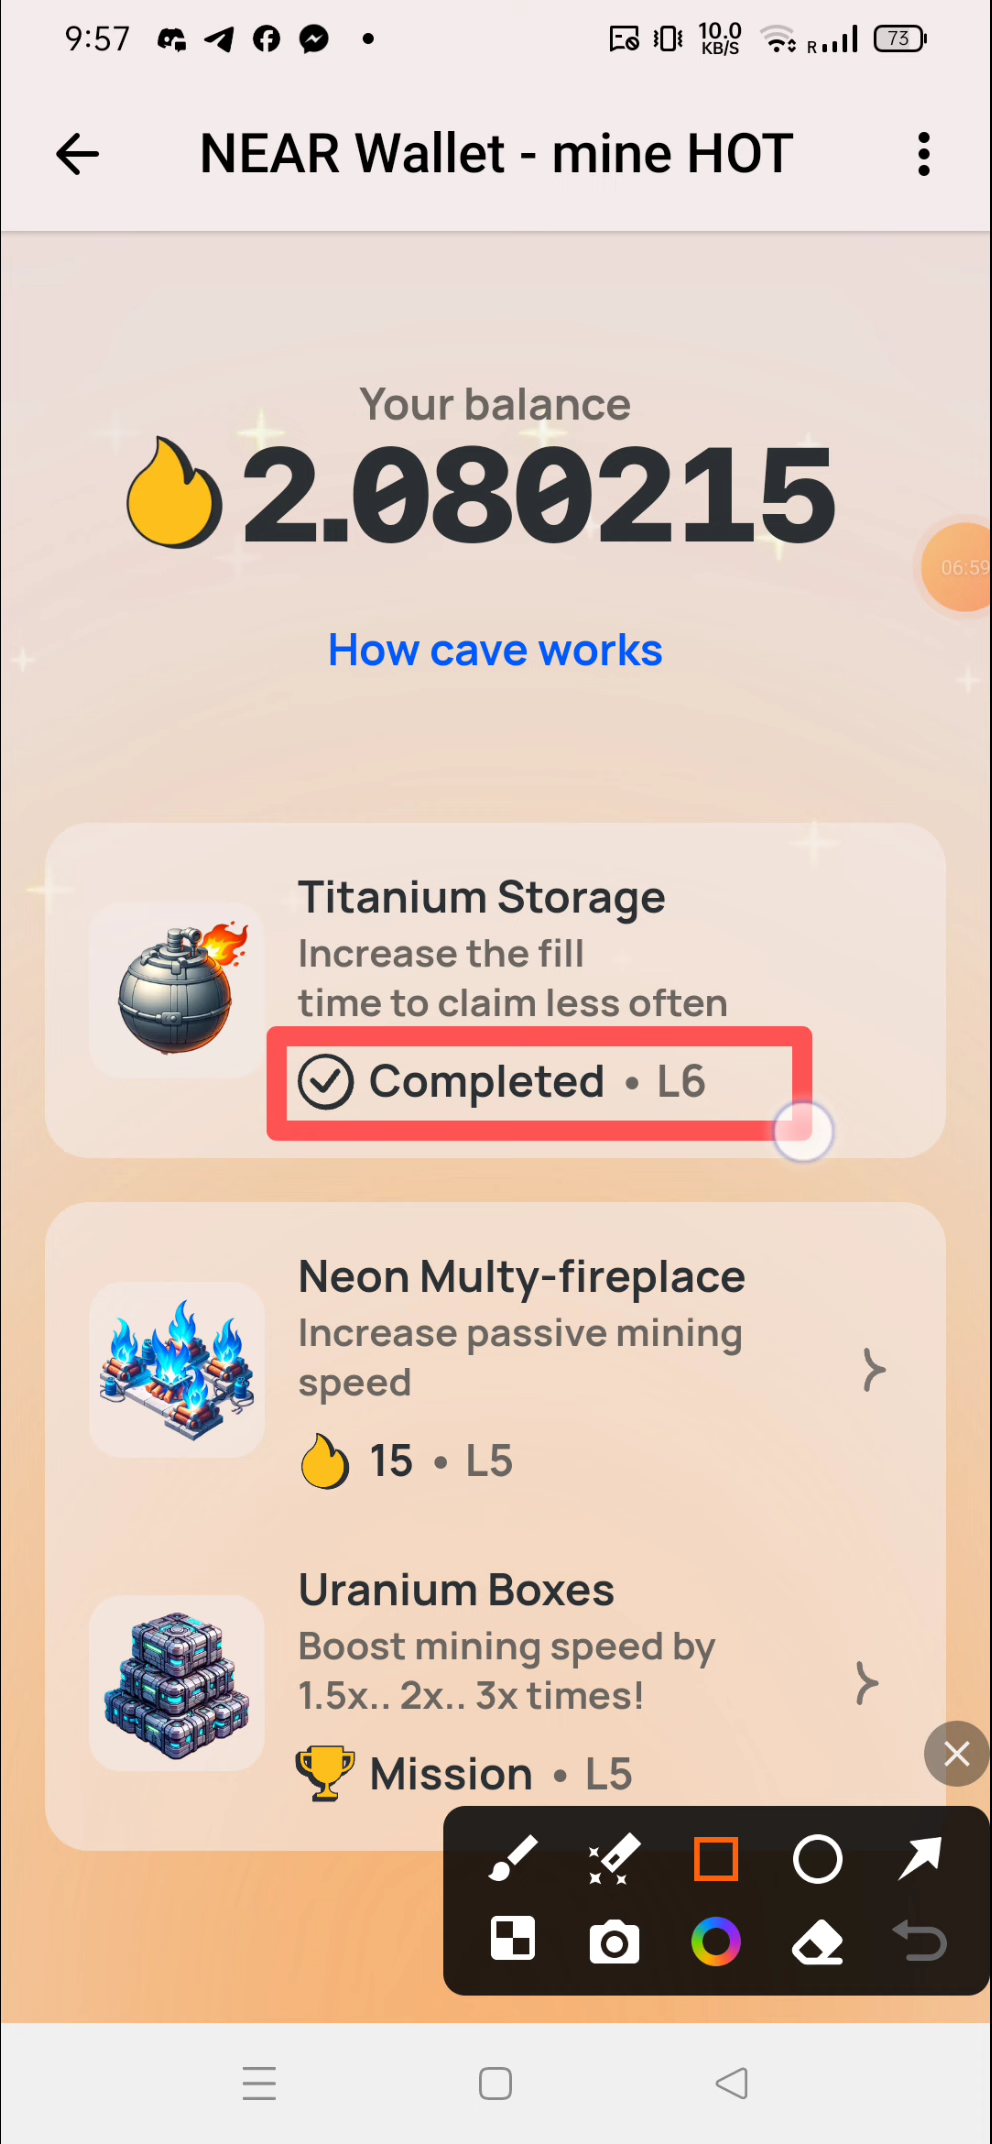 9:57
10.0
KB/S
R
73
NEAR Wallet - mine HOT
Your balance
2.080215
06:59
How cave works
Titanium Storage
Increase the fill
time to claim less often
Completed • L6
Neon Multy-fireplace
Increase passive mining
speed
15 • L5
Uranium Boxes
Boost mining speed by
1.5x.. 2x.. 3x times!
Mission • L5